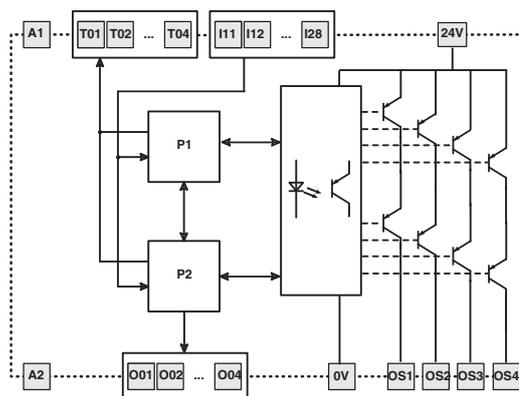 A1 T01 T02 ... T04 I11 I12 ... I28 24V
P1
P2
A2 O01 O02 ... O04 0V OS1 OS2 OS3 OS4